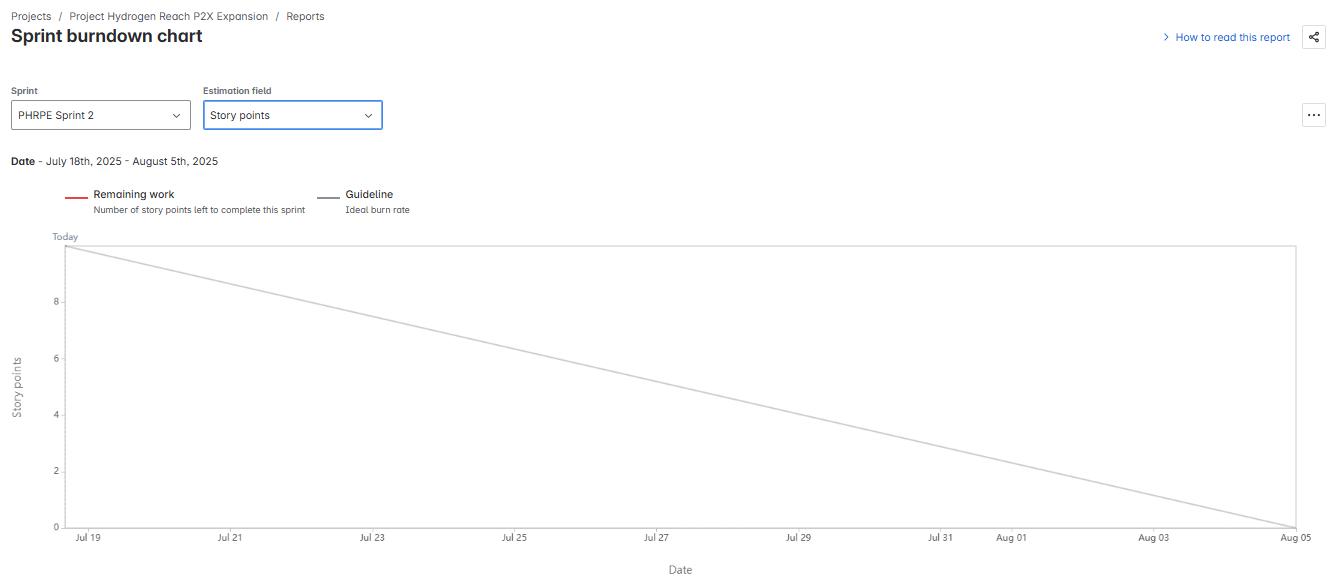 Projects / Project Hydrogen Reach P2X Expansion / Reports
Sprint burndown chart
How to read this report
Sprint
Estimation field
PHRPE Sprint 2
Story points
Date - July 18th, 2025 - August 5th, 2025
Remaining work
Number of story points left to complete this sprint
Guideline
Ideal burn rate
Today
8
6
4
2
0
Story points
Jul 19 Jul 21 Jul 23 Jul 25 Jul 27 Jul 29 Jul 31 Aug 01 Aug 03 Aug 05
Date